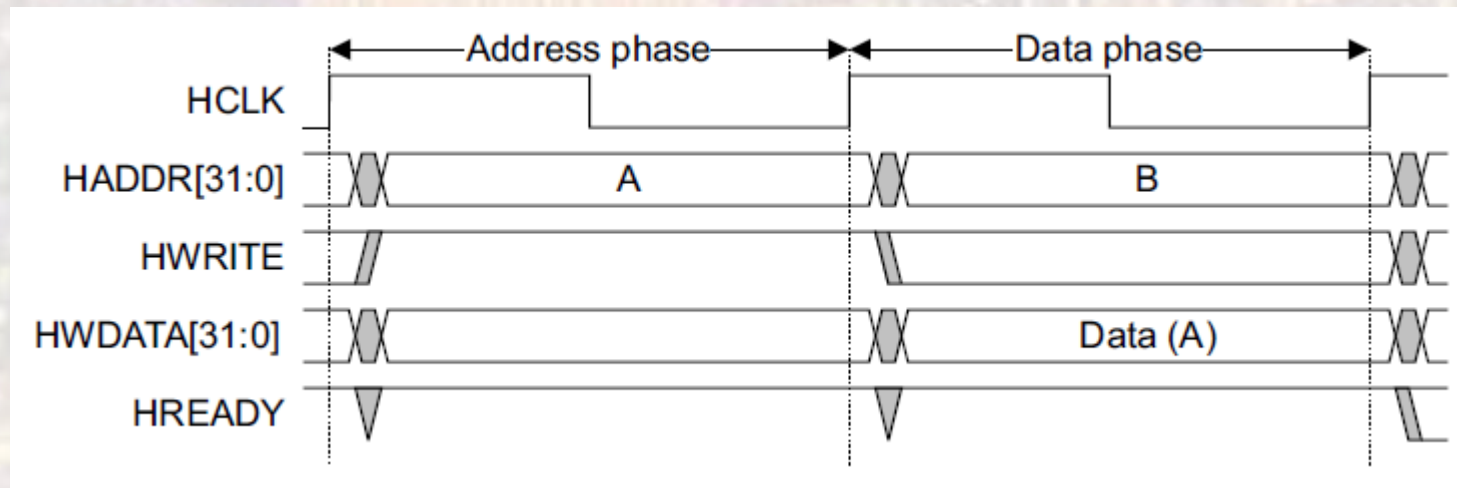 Address phase Data phase
HCLK
HADDR[31:0] A B
HWRITE
HWDATA[31:0] Data (A)
HREADY